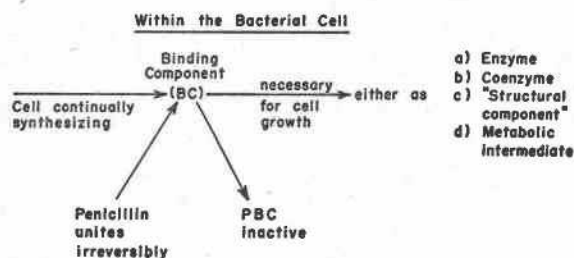 Within the Bacterial Cell
Binding
Component
(BC)
Cell continually
synthesizing
necessary
for cell
growth
either as
a) Enzyme
b) Coenzyme
c) "Structural
component"
d) Metabolic
intermediate
Penicillin
unites
irreversibly
PBC
inactive